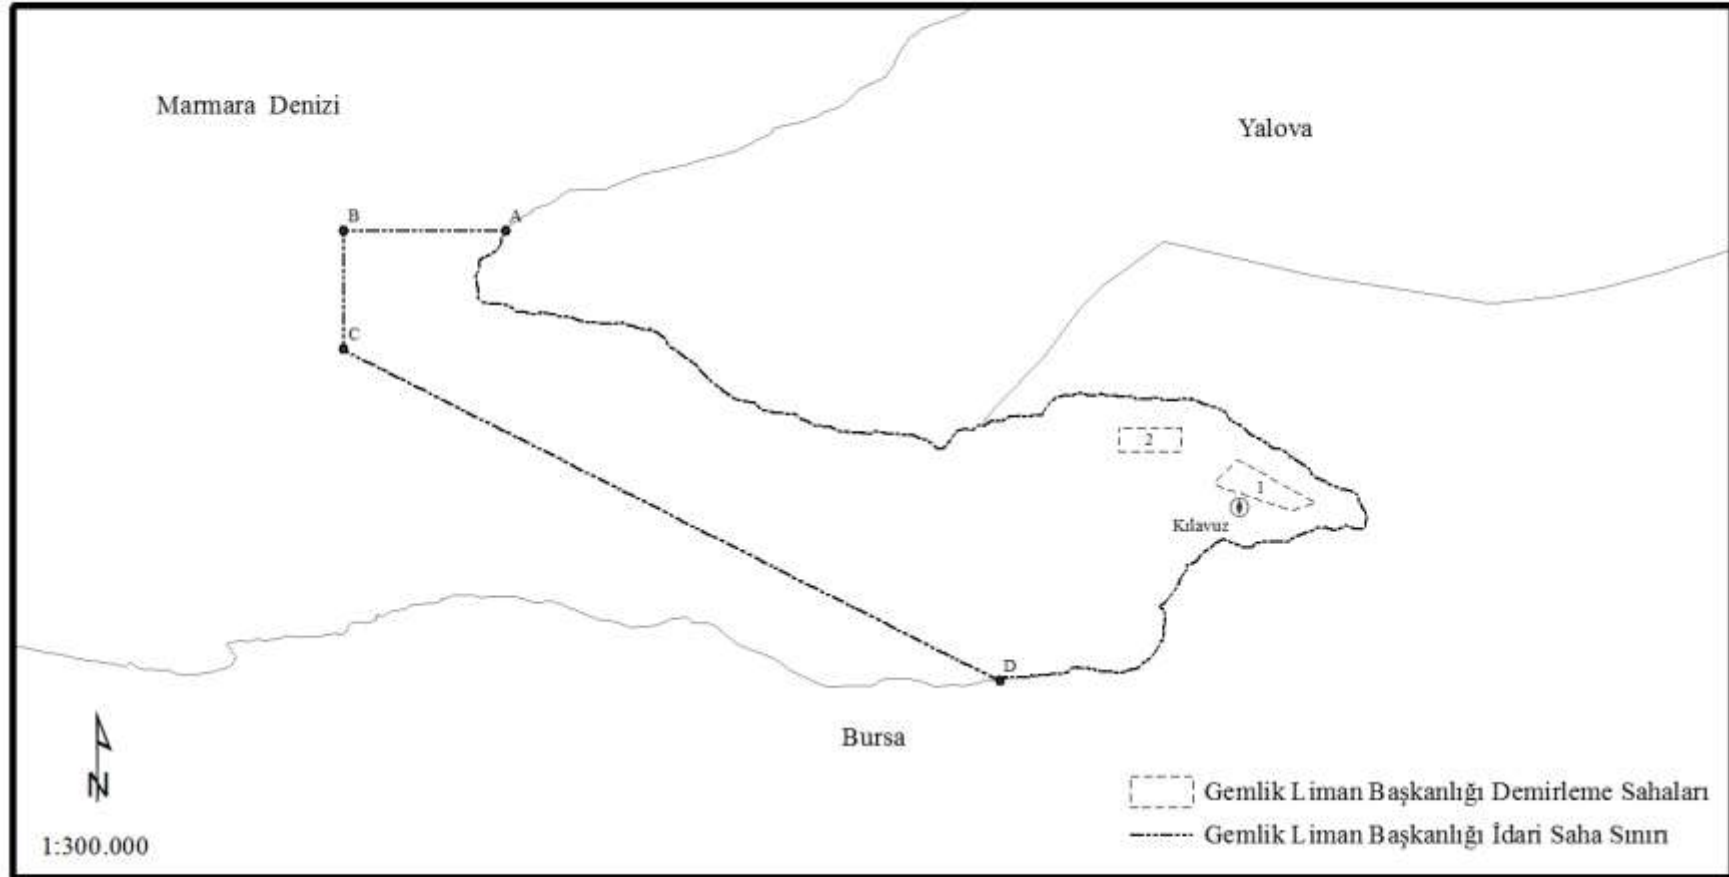 Marmara Denizi
Yalova
B
A
C
2
1
Kılavuz
D
Bursa
N
Gemlik Liman Başkanlığı Demirleme Sahaları
Gemlik Liman Başkanlığı İdari Saha Sınırı
1:300.000